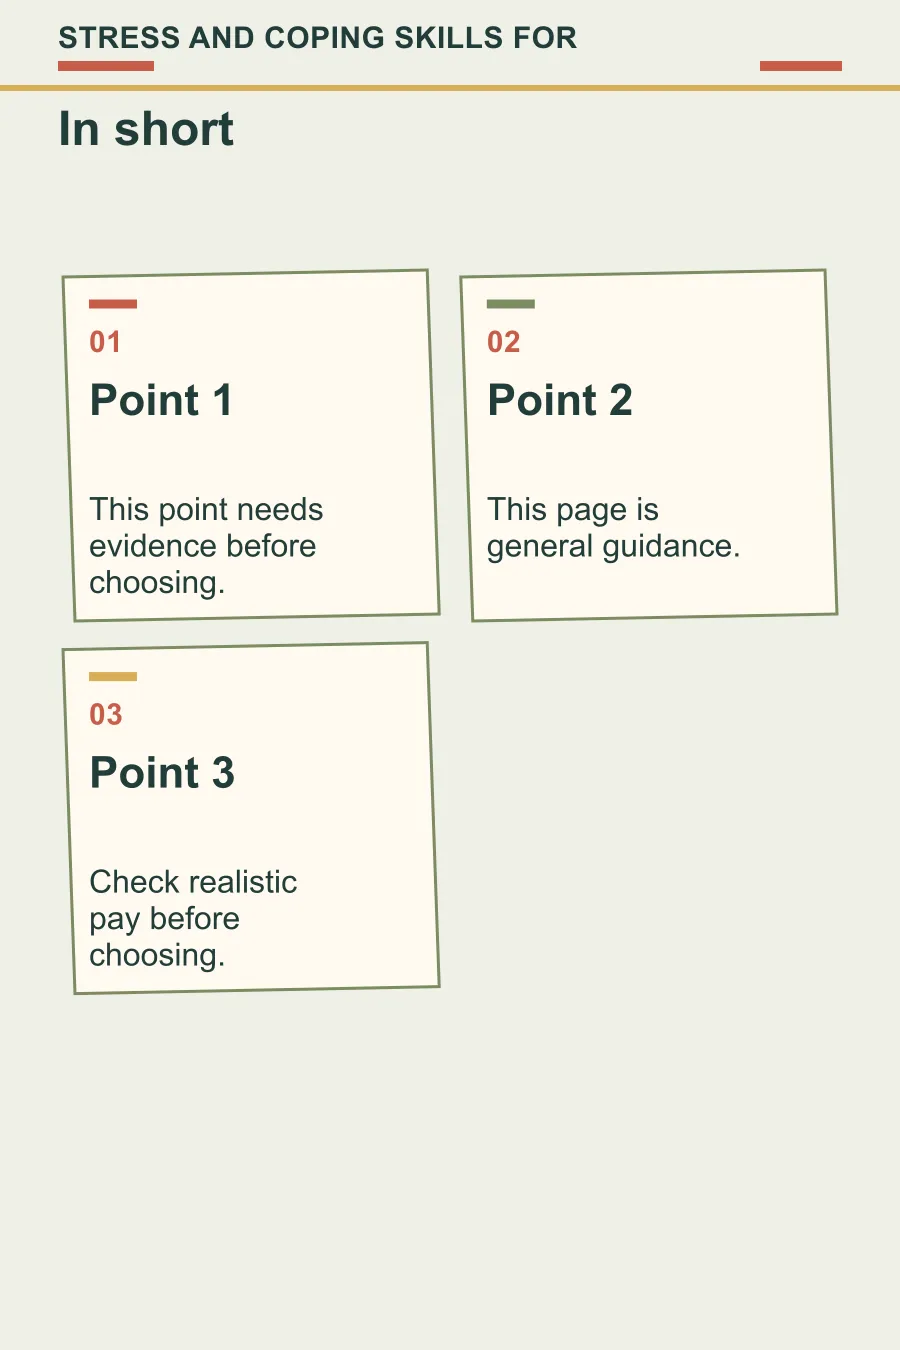 STRESS AND COPING SKILLS FOR
In short
01
Point 1
This point needs
evidence before
choosing.
02
Point 2
This page is
general guidance.
03
Point 3
Check realistic
pay before
choosing.